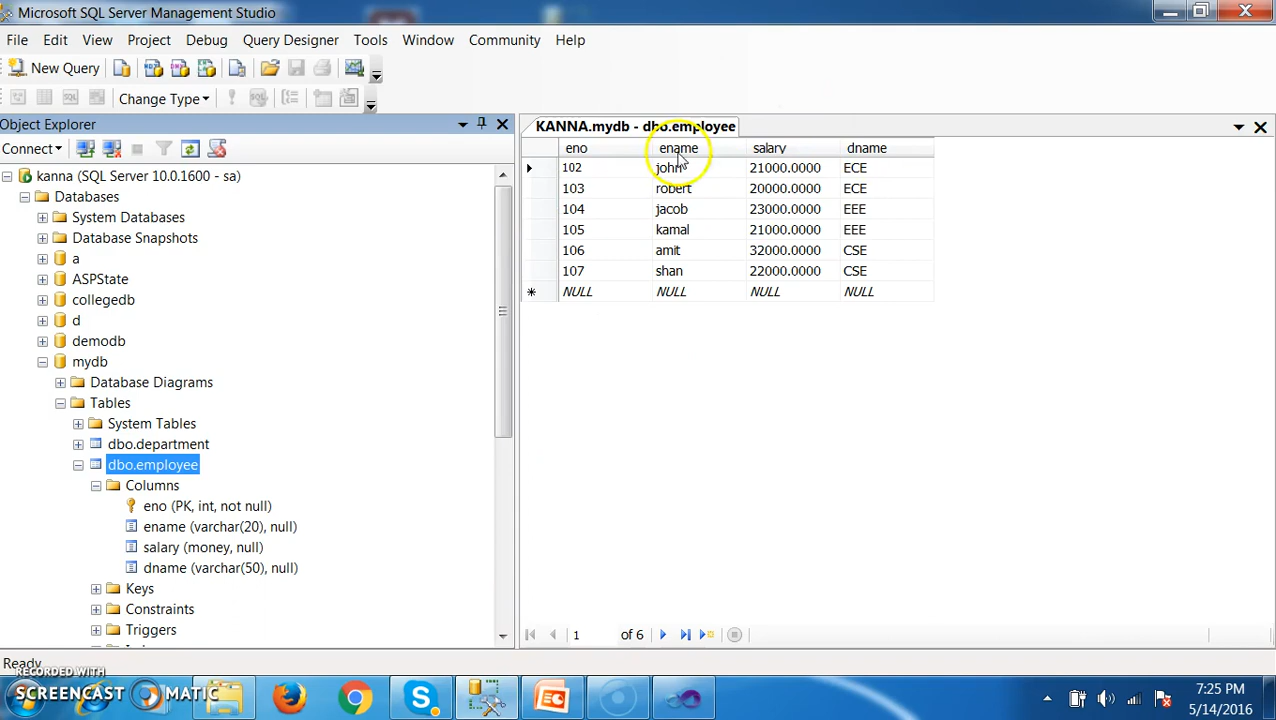 Microsoft SQL Server Management Studio
File Edit View Project Debug Query Designer Tools Window Community Help
New Query
Change Type
Object Explorer
Connect
kanna (SQL Server 10.0.1600 - sa)
Databases
System Databases
Database Snapshots
a
ASPState
collegedb
d
demodb
mydb
Database Diagrams
Tables
System Tables
dbo.department
dbo.employee
Columns
eno (PK, int, not null)
ename (varchar(20), null)
salary (money, null)
dname (varchar(50), null)
Keys
Constraints
Triggers
KANNA.mydb - dbo.employee
eno ename salary dname
102 john 21000.0000 ECE
103 robert 20000.0000 ECE
104 jacob 23000.0000 EEE
105 kamal 21000.0000 EEE
106 amit 32000.0000 CSE
107 shan 22000.0000 CSE
NULL NULL NULL NULL
1 of 6
Ready
RECORDED WITH
SCREENCAST MATIC
7:25 PM
5/14/2016